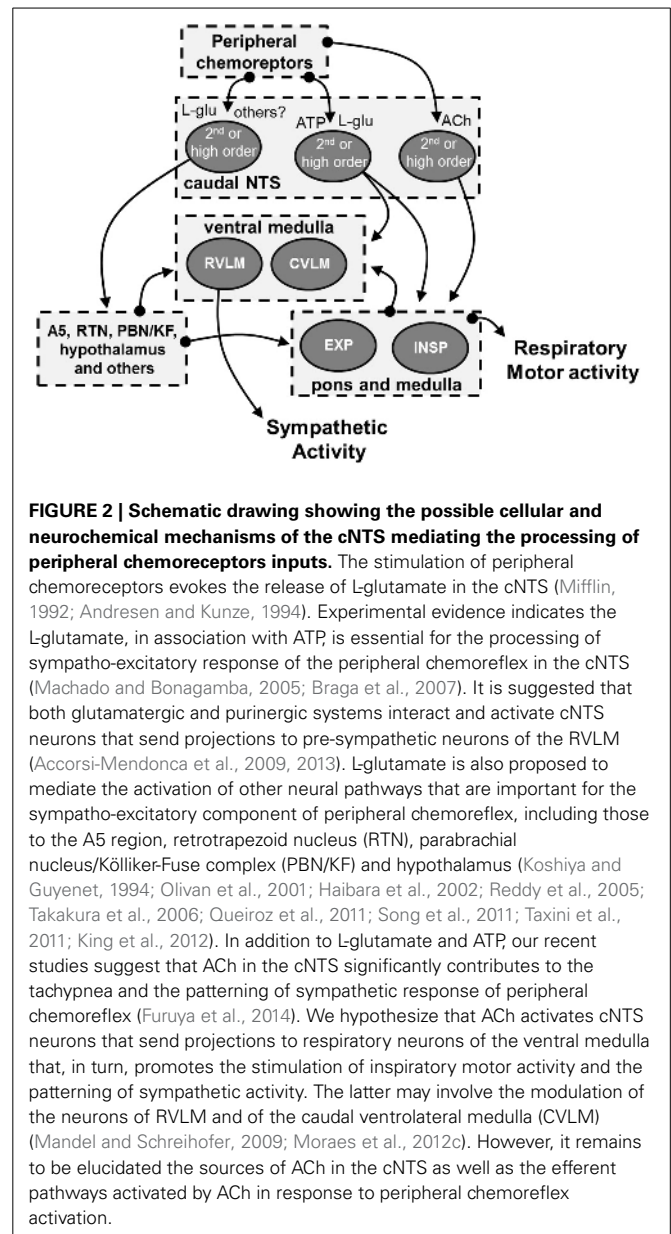 Peripheral
chemoreptors
L-glu others?
ATP L-glu
ACh
2nd or
high order
2nd or
high order
2nd or
high order
caudal NTS
ventral medulla
RVLM
CVLM
A5, RTN, PBN/KF,
hypothalamus
and others
EXP
INSP
pons and medulla
Respiratory
Motor activity
Sympathetic
Activity
FIGURE 2 | Schematic drawing showing the possible cellular and
neurochemical mechanisms of the cNTS mediating the processing of
peripheral chemoreceptors inputs. The stimulation of peripheral
chemoreceptors evokes the release of L-glutamate in the cNTS (Mifflin,
1992; Andresen and Kunze, 1994). Experimental evidence indicates the
L-glutamate, in association with ATP, is essential for the processing of
sympatho-excitatory response of the peripheral chemoreflex in the cNTS
(Machado and Bonagamba, 2005; Braga et al., 2007). It is suggested that
both glutamatergic and purinergic systems interact and activate cNTS
neurons that send projections to pre-sympathetic neurons of the RVLM
(Accorsi-Mendonca et al., 2009, 2013). L-glutamate is also proposed to
mediate the activation of other neural pathways that are important for the
sympatho-excitatory component of peripheral chemoreflex, including those
to the A5 region, retrotrapezoid nucleus (RTN), parabrachial
nucleus/Kölliker-Fuse complex (PBN/KF) and hypothalamus (Koshiya and
Guyenet, 1994; Olivan et al., 2001; Haibara et al., 2002; Reddy et al., 2005;
Takakura et al., 2006; Queiroz et al., 2011; Song et al., 2011; Taxini et al.,
2011; King et al., 2012). In addition to L-glutamate and ATP, our recent
studies suggest that ACh in the cNTS significantly contributes to the
tachypnea and the patterning of sympathetic response of peripheral
chemoreflex (Furuya et al., 2014). We hypothesize that ACh activates cNTS
neurons that send projections to respiratory neurons of the ventral medulla
that, in turn, promotes the stimulation of inspiratory motor activity and the
patterning of sympathetic activity. The latter may involve the modulation of
the neurons of RVLM and of the caudal ventrolateral medulla (CVLM)
(Mandel and Schreihofer, 2009; Moraes et al., 2012c). However, it remains
to be elucidated the sources of ACh in the cNTS as well as the efferent
pathways activated by ACh in response to peripheral chemoreflex
activation.